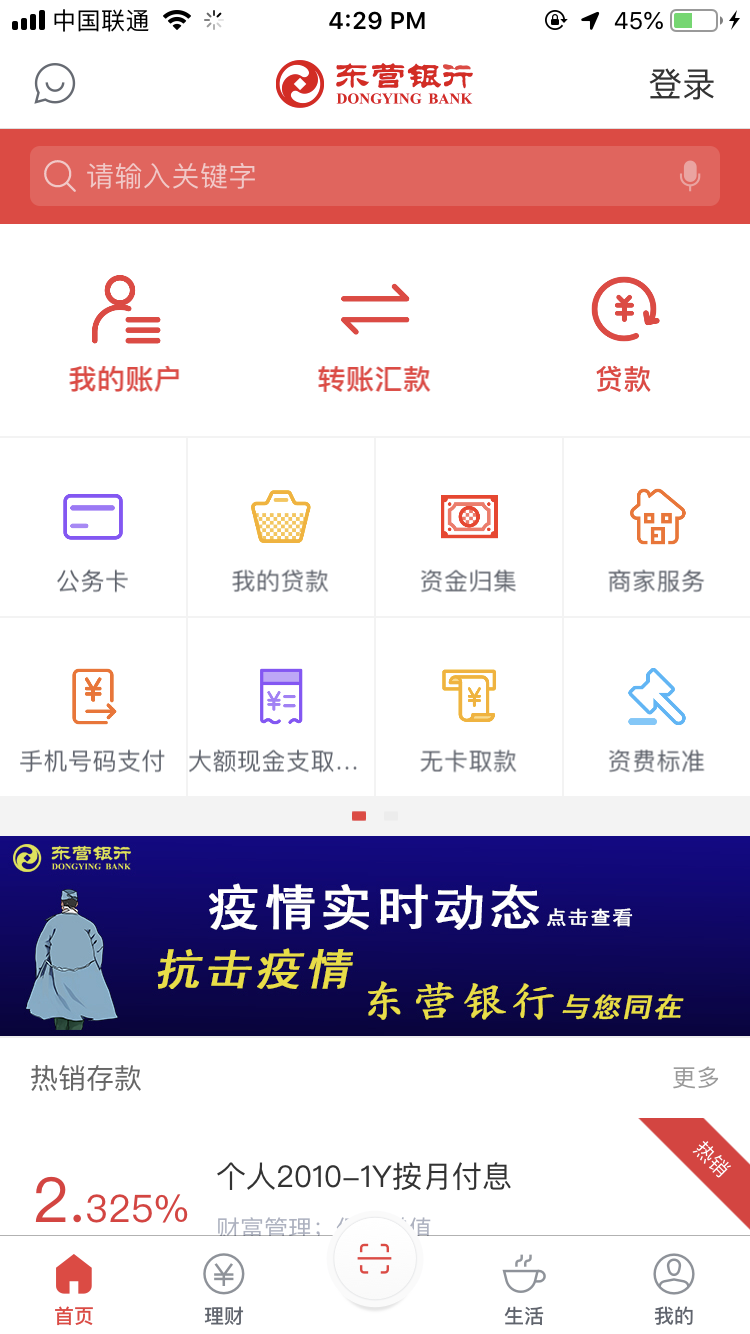 中国联通 4:29 PM 45%
东营银行
DONGYING BANK
登录
请输入关键字
我的账户 转账汇款 贷款
公务卡 我的贷款 资金归集 商家服务
手机号码支付 大额现金支取... 无卡取款 资费标准
东营银行
DONGYING BANK
疫情实时动态 点击查看
抗击疫情
东营银行与您同在
热销存款 更多
热销
个人2010-1Y按月付息
2.325%
财富管理；
首页 理财 生活 我的